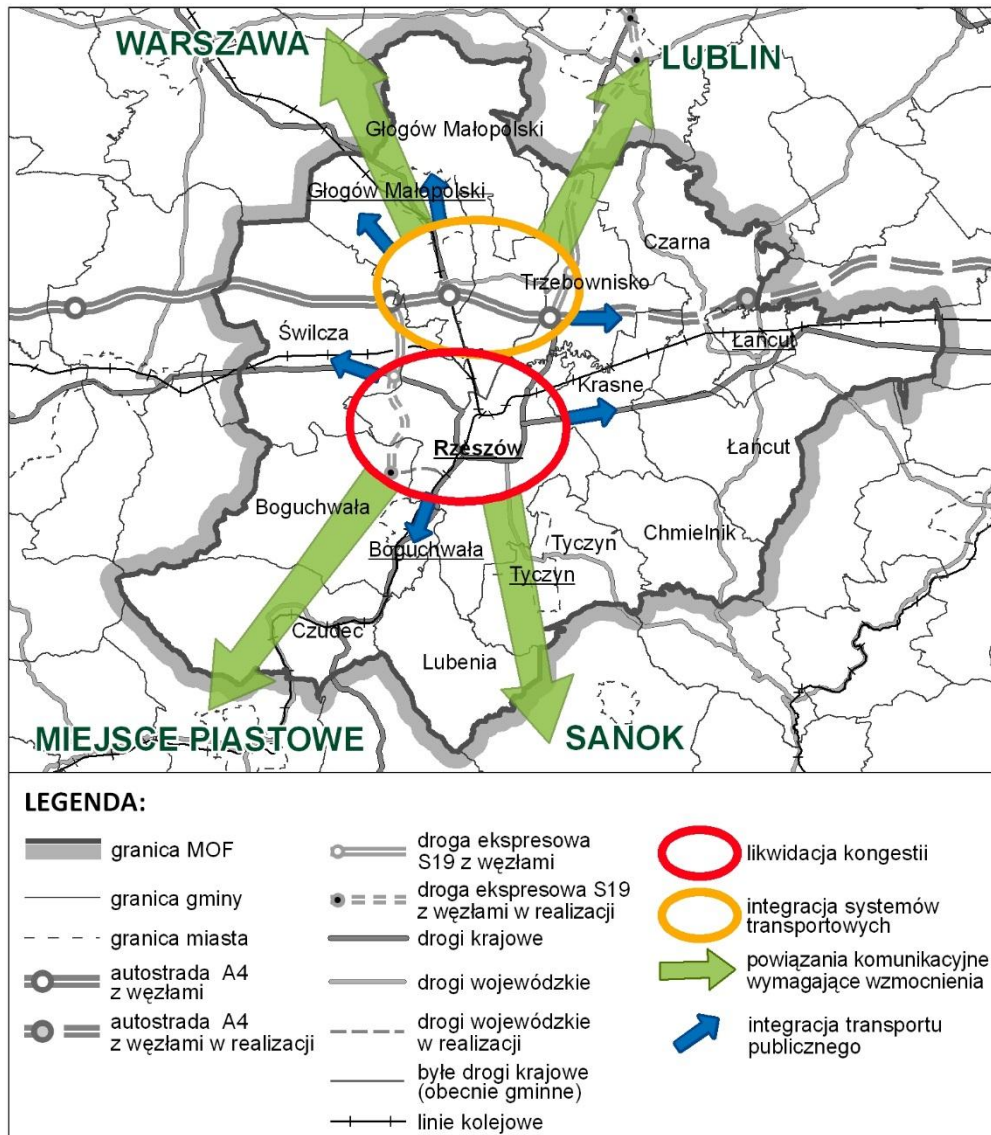 WARSZAWA
LUBLIN
Głogów Małopolski
Głogów Małopolski
Czarna
Trzebownisko
Świlcza
Łańcut
Krasne
Rzeszów
Łańcut
Boguchwała
Chmielnik
Tyczyn
Boguchwała
Tyczyn
Czudec
Lubenia
MIEJSCE PIASTOWE
SANOK
LEGENDA:
granica MOF
granica gminy
granica miasta
autostrada A4
z węzłami
autostrada A4
z węzłami w realizacji
droga ekspresowa
S19 z węzłami
droga ekspresowa S19
z węzłami w realizacji
drogi krajowe
drogi wojewódzkie
drogi wojewódzkie
w realizacji
byłe drogi krajowe
(obecnie gminne)
linie kolejowe
likwidacja kongestii
integracja systemów
transportowych
powiązania komunikacyjne
wymagające wzmocnienia
integracja transportu
publicznego